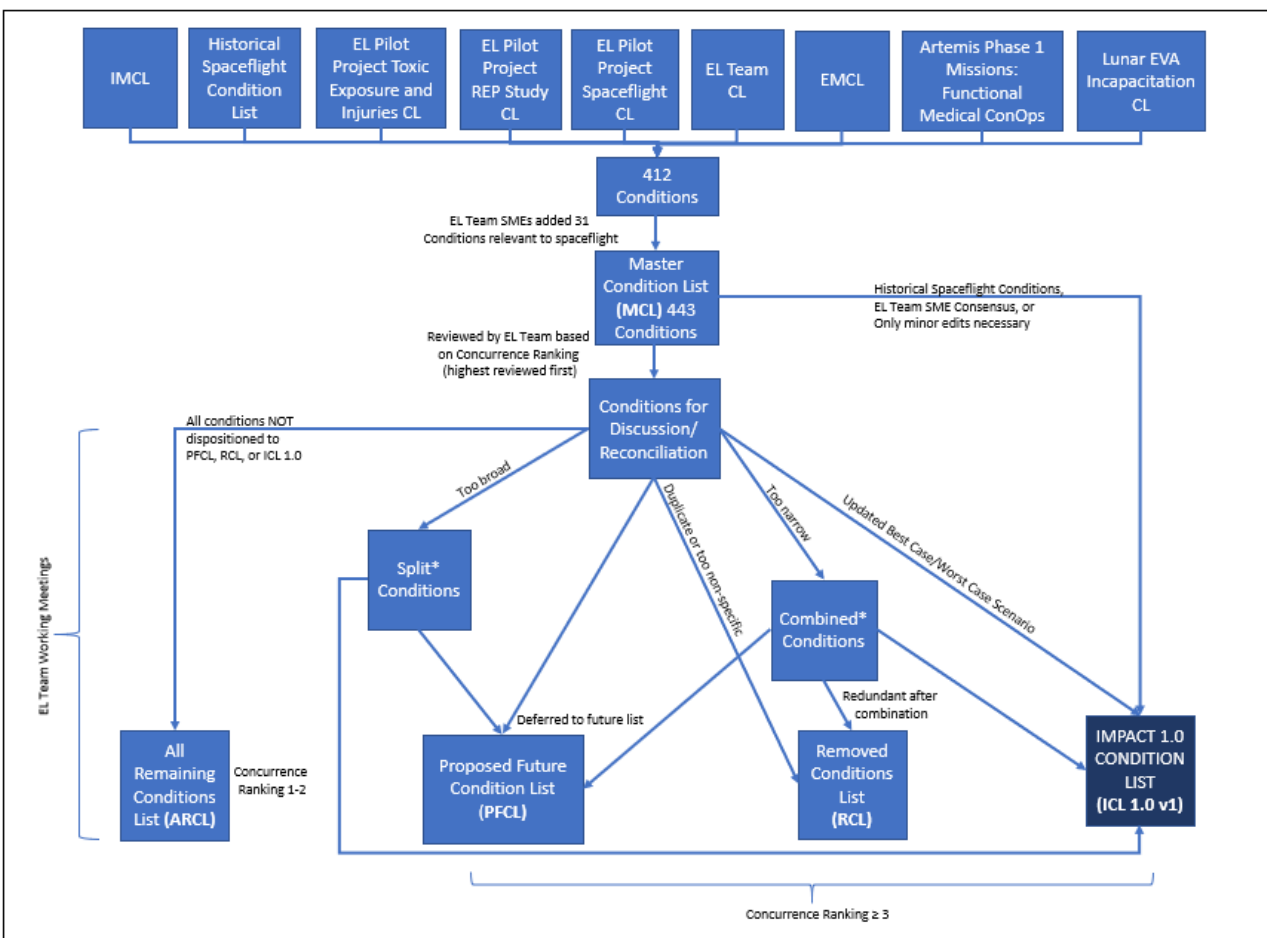 IMCL
Historical
Spaceflight
Condition
List
EL Pilot
Project Toxic
Exposure and
Injuries CL
EL Pilot
Project
REP Study
CL
EL Pilot
Project
Spaceflight
CL
EL Team
CL
EMCL
Artemis Phase 1
Missions:
Functional
Medical ConOps
Lunar EVA
Incapacitation
CL
412
Conditions
EL Team SMEs added 31
Conditions relevant to spaceflight
Master
Condition List
(MCL) 443
Conditions
Historical Spaceflight Conditions,
EL Team SME Consensus, or
Only minor edits necessary
Reviewed by EL Team based
on Concurrence Ranking
(highest reviewed first)
Conditions for
Discussion/
Reconciliation
All conditions NOT
dispositioned to
PFCL, RCL, or ICL 1.0
Too broad
Duplicate or too non-specific
Too narrow
Updated Best Case/Worst Case Scenario
EL Team Working Meetings
Split*
Conditions
Combined*
Conditions
Redundant after
combination
Deferred to future list
All
Remaining
Conditions
List (ARCL)
Concurrence
Ranking 1-2
Proposed Future
Condition List
(PFCL)
Removed
Conditions
List
(RCL)
IMPACT 1.0
CONDITION
LIST
(ICL 1.0 v1)
Concurrence Ranking ≥ 3